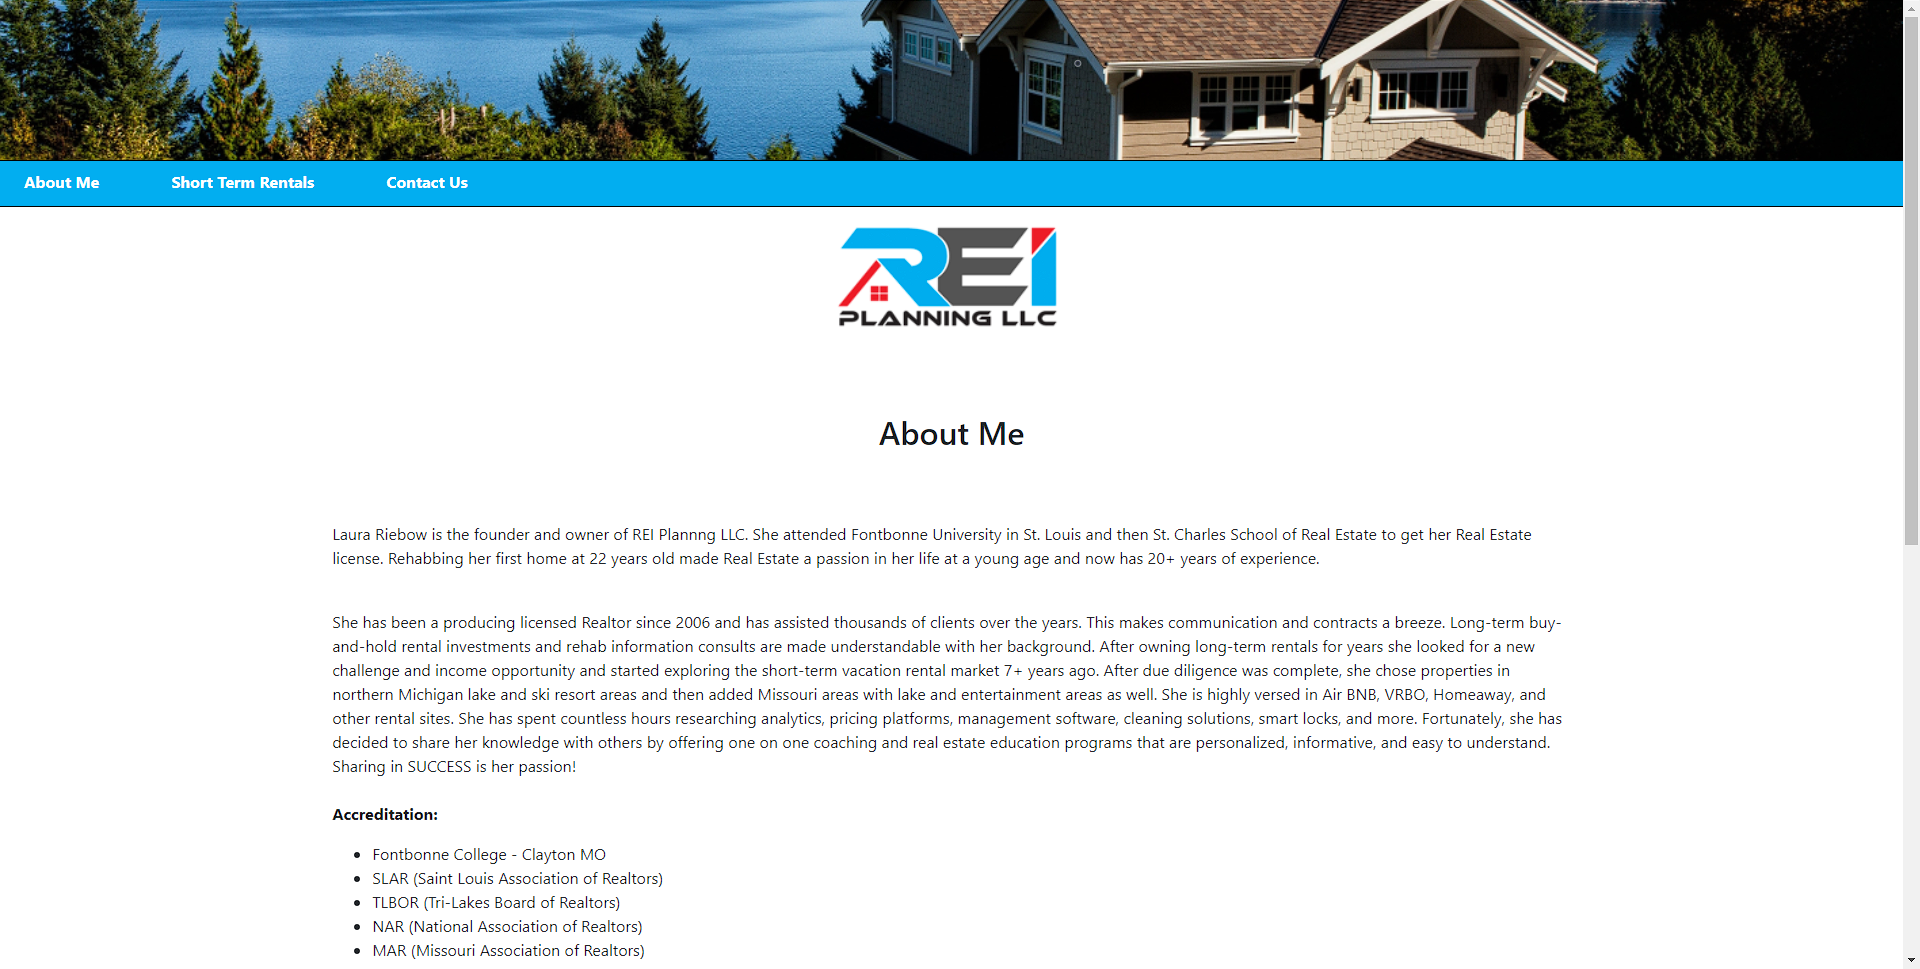 About Me
Short Term Rentals
Contact Us
REI
PLANNING LLC
About Me
Laura Riebow is the founder and owner of REI Plannng LLC. She attended Fontbonne University in St. Louis and then St. Charles School of Real Estate to get her Real Estate
license. Rehabbing her first home at 22 years old made Real Estate a passion in her life at a young age and now has 20+ years of experience.
She has been a producing licensed Realtor since 2006 and has assisted thousands of clients over the years. This makes communication and contracts a breeze. Long-term buy-
and-hold rental investments and rehab information consults are made understandable with her background. After owning long-term rentals for years she looked for a new
challenge and income opportunity and started exploring the short-term vacation rental market 7+ years ago. After due diligence was complete, she chose properties in
northern Michigan lake and ski resort areas and then added Missouri areas with lake and entertainment areas as well. She is highly versed in Air BNB, VRBO, Homeaway, and
other rental sites. She has spent countless hours researching analytics, pricing platforms, management software, cleaning solutions, smart locks, and more. Fortunately, she has
decided to share her knowledge with others by offering one on one coaching and real estate education programs that are personalized, informative, and easy to understand.
Sharing in SUCCESS is her passion!
Accreditation:
• Fontbonne College - Clayton MO
• SLAR (Saint Louis Association of Realtors)
• TLBOR (Tri-Lakes Board of Realtors)
• NAR (National Association of Realtors)
• MAR (Missouri Association of Realtors)